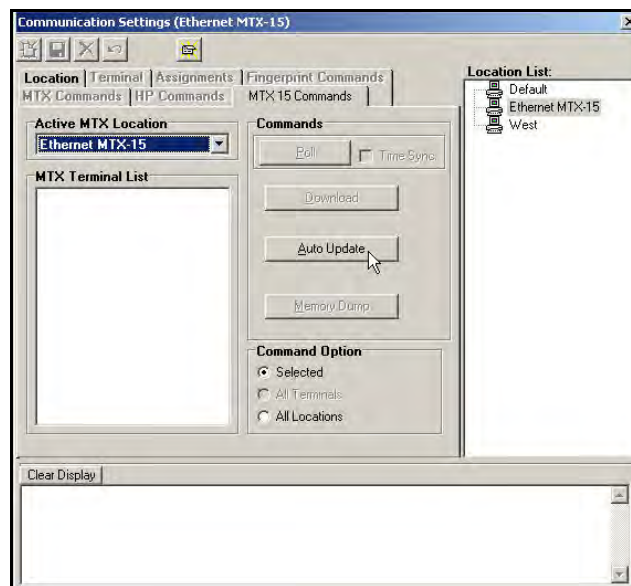 Communication Settings (Ethernet MTX-15)
Location Terminal Assignments Fingerprint Commands
MTX Commands HP Commands MTX 15 Commands
Location List:
Default
Ethernet MTX-15
West
Active MTX Location
Ethernet MTX-15
MTX Terminal List
Commands
Poll Time Sync
Download
Auto Update
Memory Dump
Command Option
Selected
All Terminals
All Locations
Clear Display